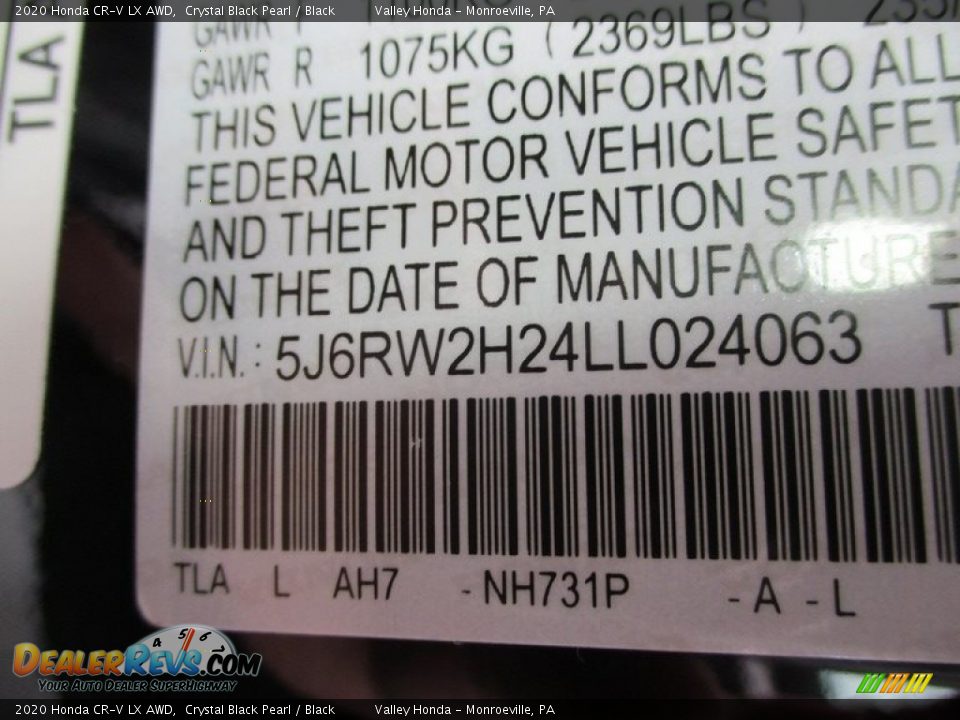 2020 Honda CR-V LX AWD, Crystal Black Pearl / Black Valley Honda - Monroeville, PA
TLA
GAWR R 1075KG ( 2369LBS )
THIS VEHICLE CONFORMS TO ALL
FEDERAL MOTOR VEHICLE SAFET
AND THEFT PREVENTION STANDA
ON THE DATE OF MANUFACTURE
V.I.N.: 5J6RW2H24LL024063 T
TLA L AH7 -NH731P -A -L
4 5 6
DEALERREVS.COM
YOUR AUTO DEALER SUPERHIGHWAY
2020 Honda CR-V LX AWD, Crystal Black Pearl / Black Valley Honda - Monroeville, PA